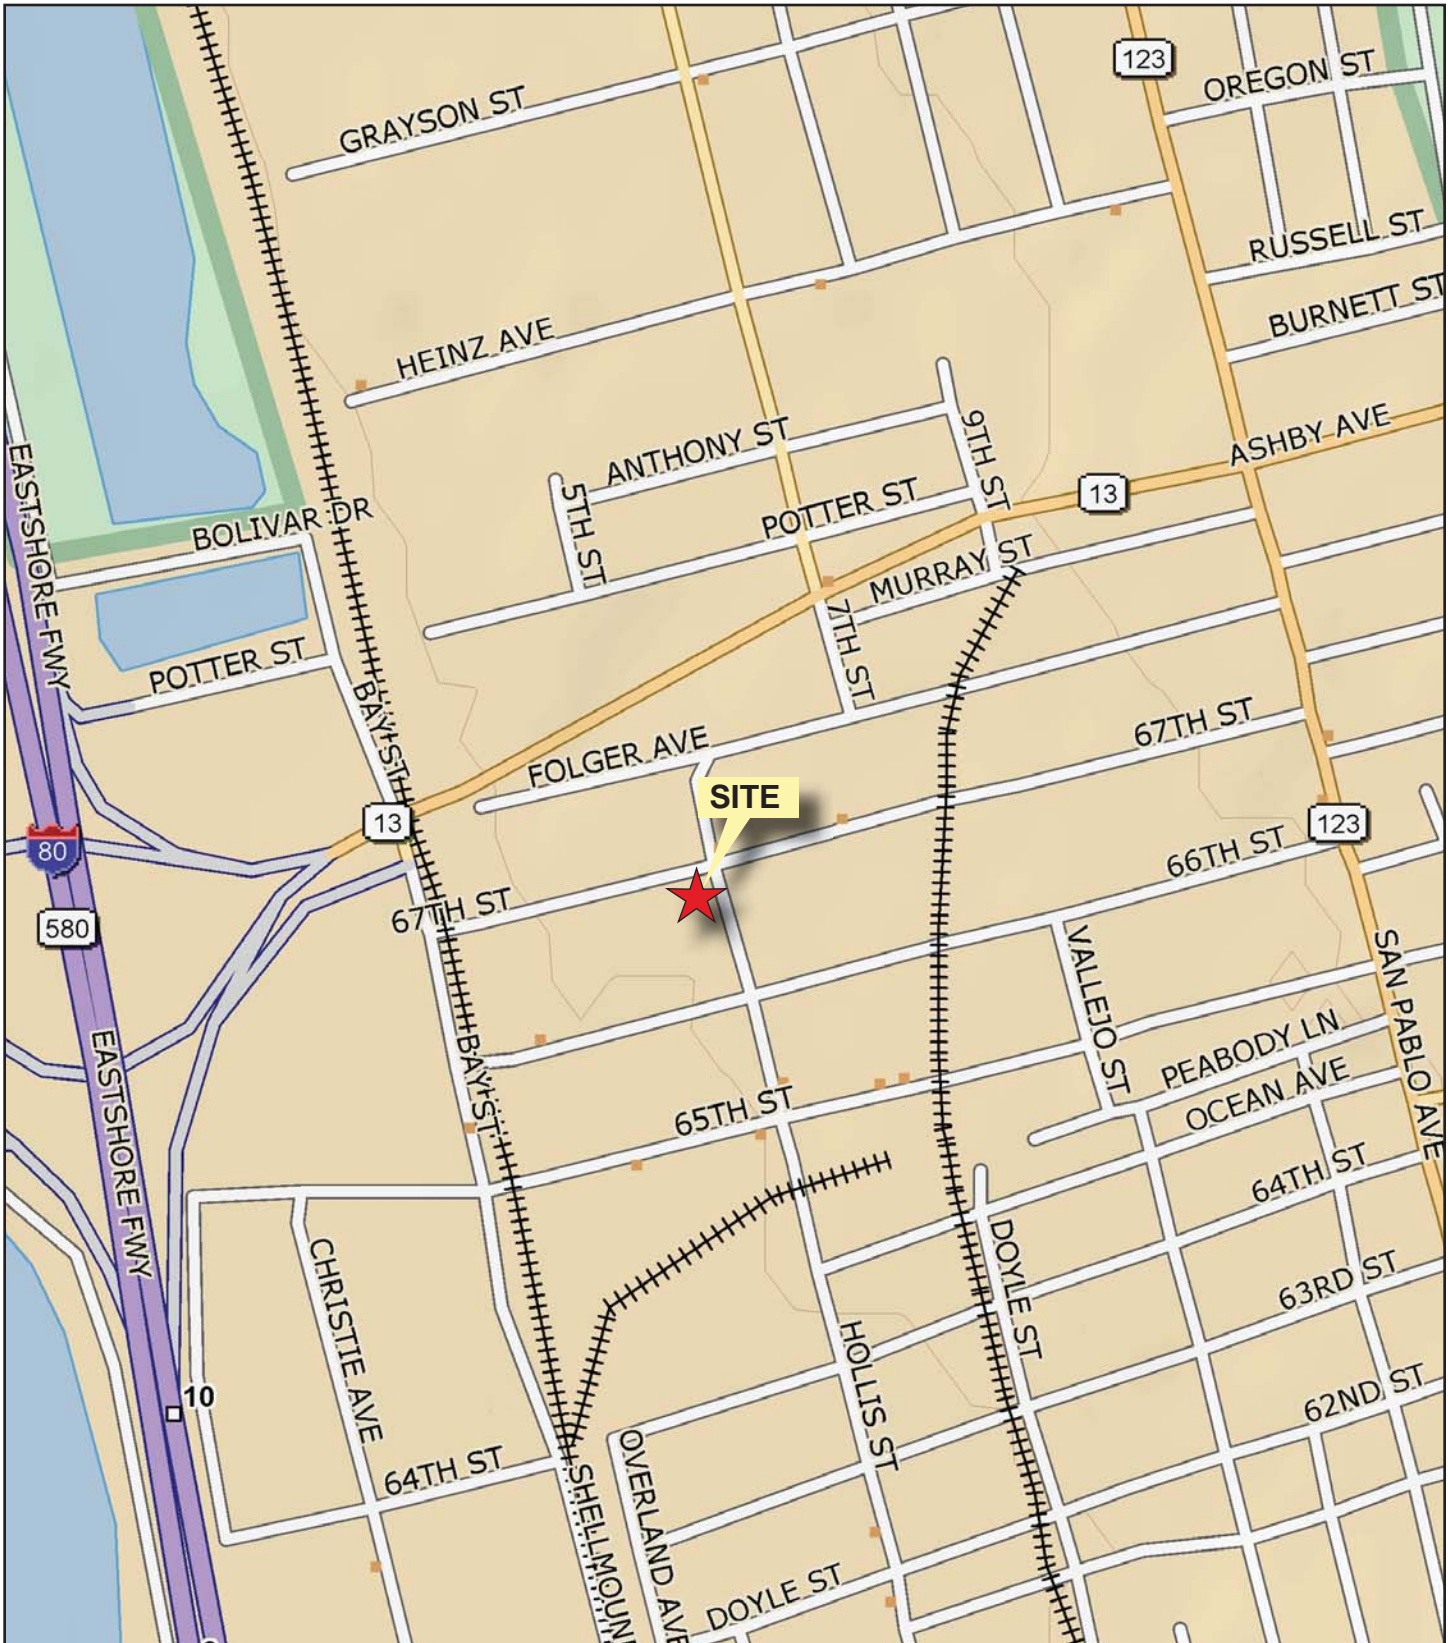 123
OREGON ST
GRAYSON ST
RUSSELL ST
BURNETT ST
HEINZ AVE
ASHBY AVE
9TH ST
ANTHONY ST
EASTSHORE FWY
5TH ST
POTTER ST
13
BOLIVAR DR
MURRAY ST
7TH ST
POTTER ST
BAY ST
67TH ST
FOLGER AVE
SITE
13
123
80
66TH ST
67TH ST
580
VALLEJO ST
SAN PABLO AVE
PEABODY LN
EASTSHORE FWY
BAY ST
OCEAN AVE
65TH ST
64TH ST
DOYLE ST
CHRISTIE AVE
63RD ST
HOLLIS ST
10
62ND ST
OVERLAND AVE
64TH ST
SHELLMOUN
DOYLE ST